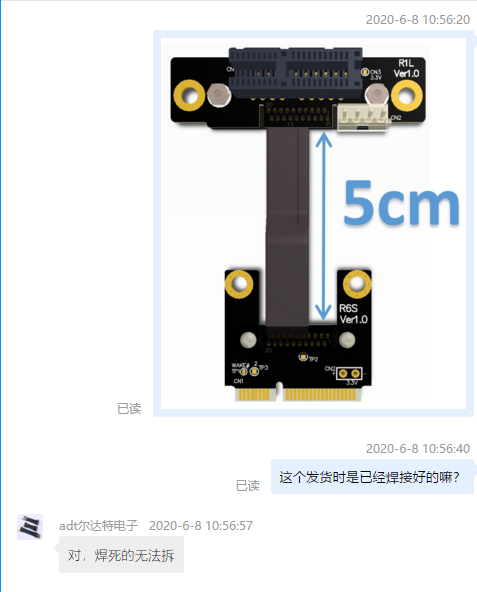 2020-6-8 10:56:20
CN
R1L
Ver1.0
CN3
3.3V
CN2
5cm
R6S
Ver1.0
TP2
WAKE#
TP1
2
TP3
CN1
CN2
3.3V
已读
2020-6-8 10:56:40
这个发货时是已经焊接好的嘛?
已读
adt尔达特电子 2020-6-8 10:56:57
对，焊死的无法拆